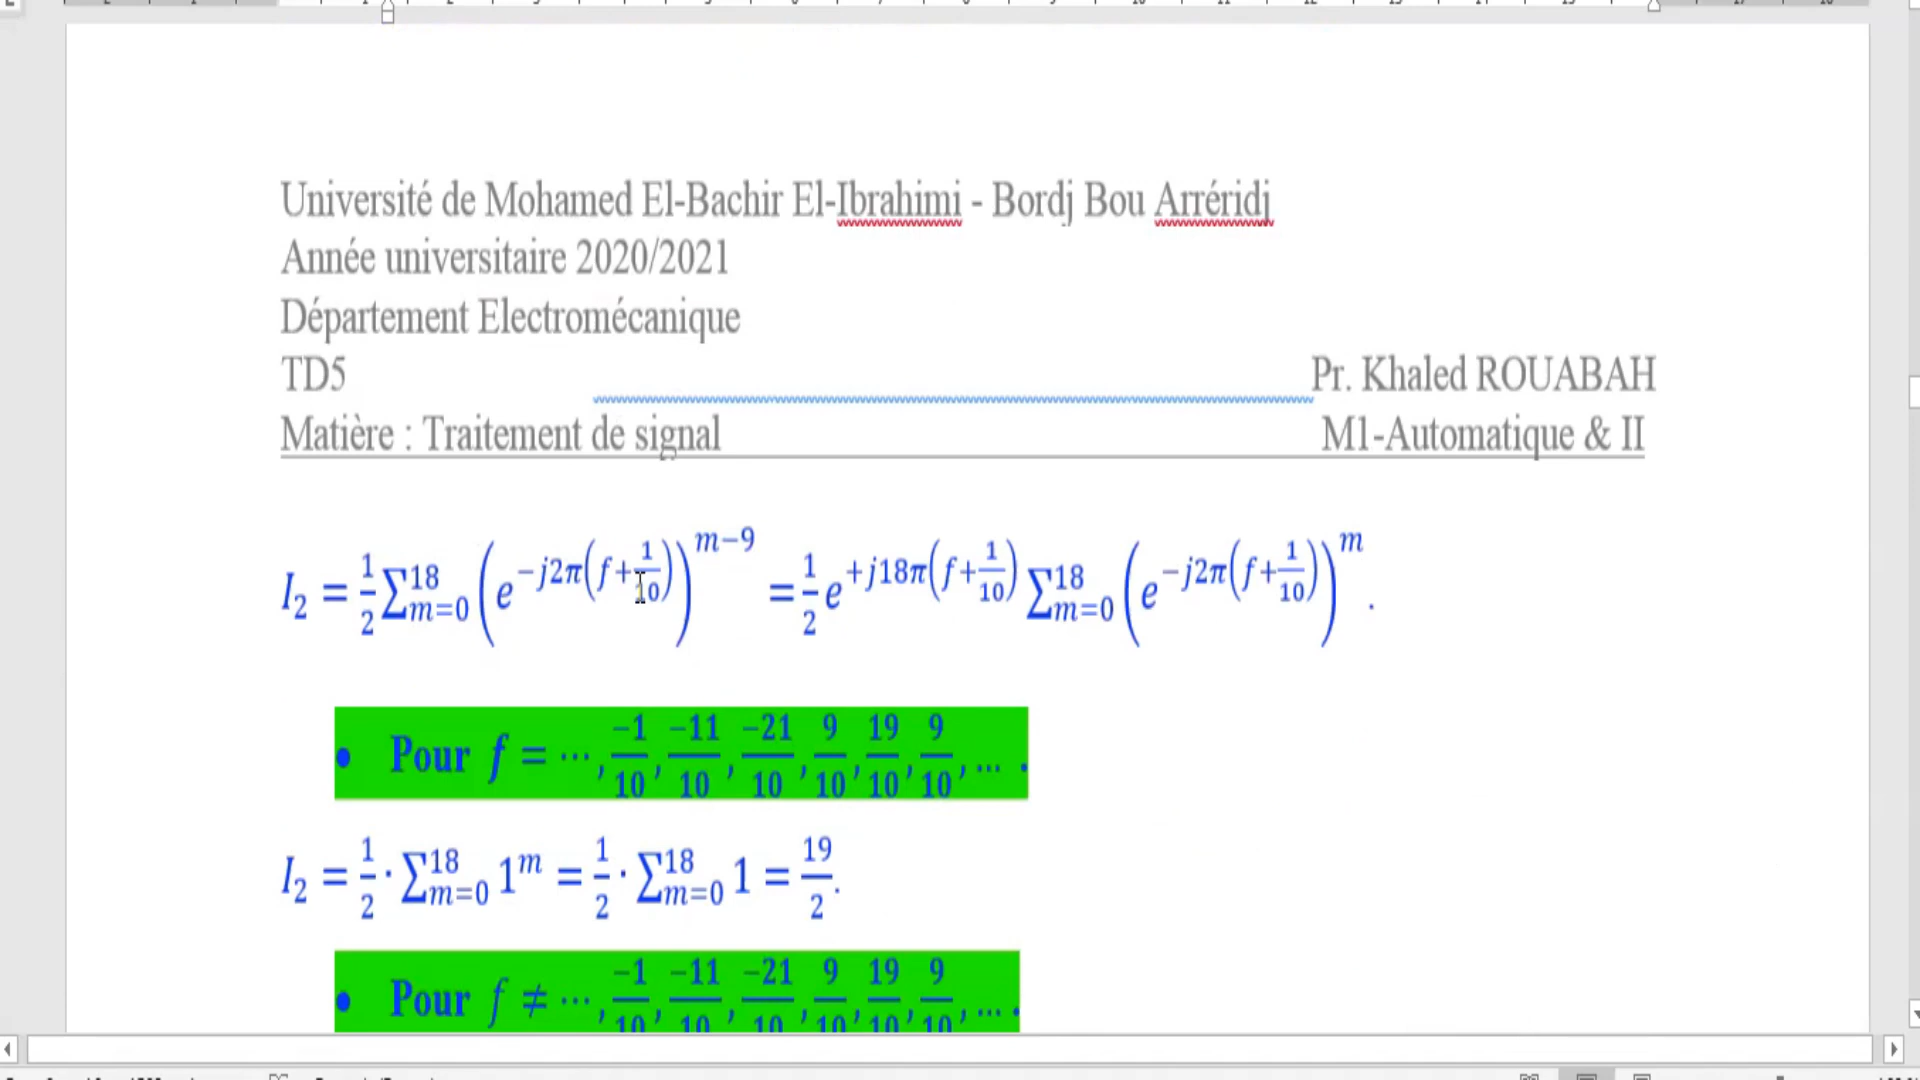 Université de Mohamed El-Bachir El-Ibrahimi - Bordj Bou Arréridj
Année universitaire 2020/2021
Département Electromécanique
TD5 Pr. Khaled ROUABAH
Matière : Traitement de signal M1-Automatique & II
I₂ = 1/2 ∑_{m=0}^{18} (e^{-j2π(f+1/10)})^{m-9} = 1/2 e^{+j18π(f+1/10)} ∑_{m=0}^{18} (e^{-j2π(f+1/10)})^m .
• Pour f = ⋯, -1/10, -11/10, -21/10, 9/10, 19/10, 9/10, … .
I₂ = 1/2 · ∑_{m=0}^{18} 1^m = 1/2 · ∑_{m=0}^{18} 1 = 19/2.
• Pour f ≠ ⋯, -1/10, -11/10, -21/10, 9/10, 19/10, 9/10, … .